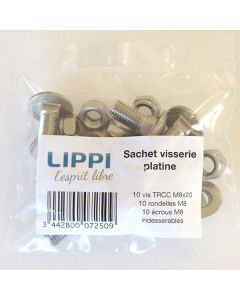 LIPPI
l'esprit libre
Sachet visserie
platine
10 vis TRCC M8x20
10 rondelles M8
10 écrous M8
indesserables
3 442800 072509